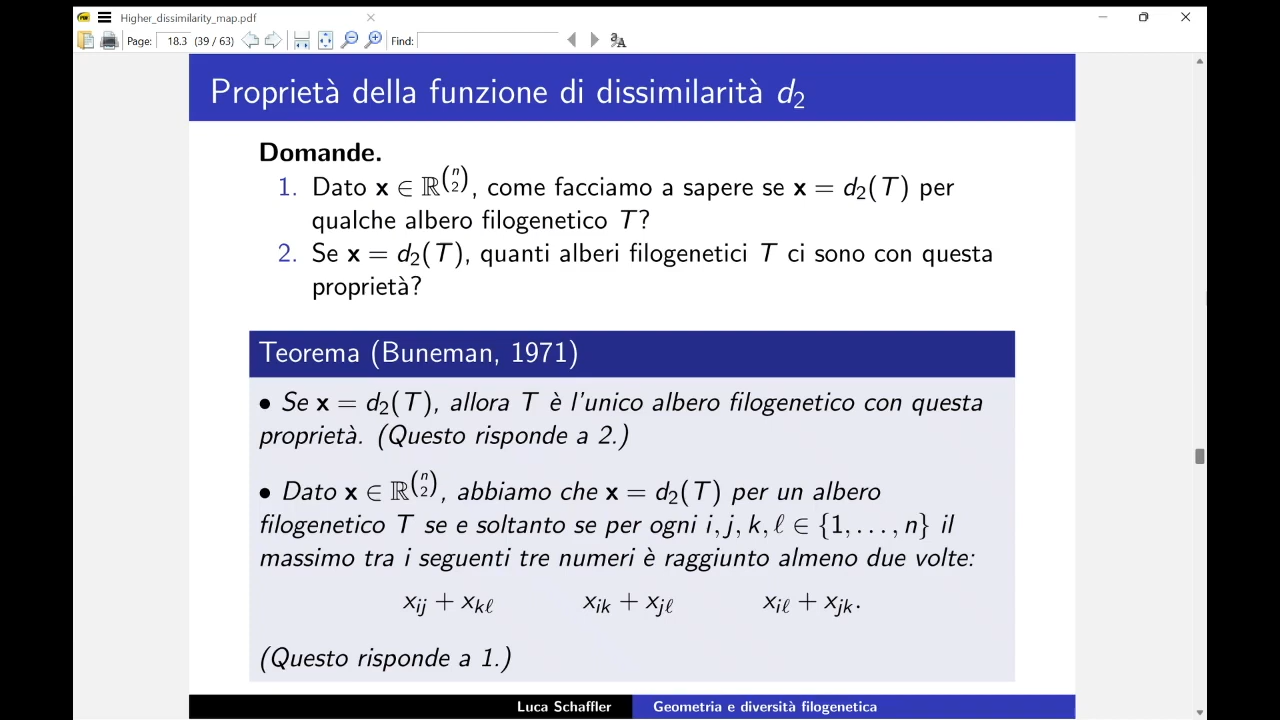 Higher_dissimilarity_map.pdf
Page: 18.3 (39 / 63) Find:
Proprietà della funzione di dissimilarità d₂
Domande.
1. Dato x ∈ ℝ^(n 2), come facciamo a sapere se x = d₂(T) per
qualche albero filogenetico T?
2. Se x = d₂(T), quanti alberi filogenetici T ci sono con questa
proprietà?
Teorema (Buneman, 1971)
• Se x = d₂(T), allora T è l'unico albero filogenetico con questa
proprietà. (Questo risponde a 2.)
• Dato x ∈ ℝ^(n 2), abbiamo che x = d₂(T) per un albero
filogenetico T se e soltanto se per ogni i, j, k, ℓ ∈ {1, . . . , n} il
massimo tra i seguenti tre numeri è raggiunto almeno due volte:
x_ij + x_kℓ x_ik + x_jℓ x_iℓ + x_jk.
(Questo risponde a 1.)
Luca Schaffler Geometria e diversità filogenetica